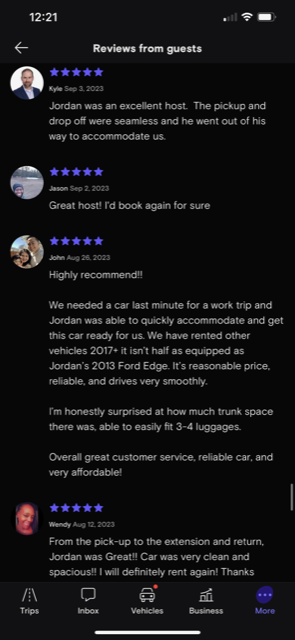 12:21
Reviews from guests
Kyle Sep 3, 2023
Jordan was an excellent host.  The pickup and
drop off were seamless and he went out of his
way to accommodate us.
Jason Sep 2, 2023
Great host! I'd book again for sure
John Aug 26, 2023
Highly recommend!!
We needed a car last minute for a work trip and
Jordan was able to quickly accommodate and get
this car ready for us. We have rented other
vehicles 2017+ it isn't half as equipped as
Jordan's 2013 Ford Edge. It's reasonable price,
reliable, and drives very smoothly.
I'm honestly surprised at how much trunk space
there was, able to easily fit 3-4 luggages.
Overall great customer service, reliable car, and
very affordable!
Wendy Aug 12, 2023
From the pick-up to the extension and return,
Jordan was Great!! Car was very clean and
spacious!! I will definitely rent again! Thanks
Trips
Inbox
Vehicles
Business
More